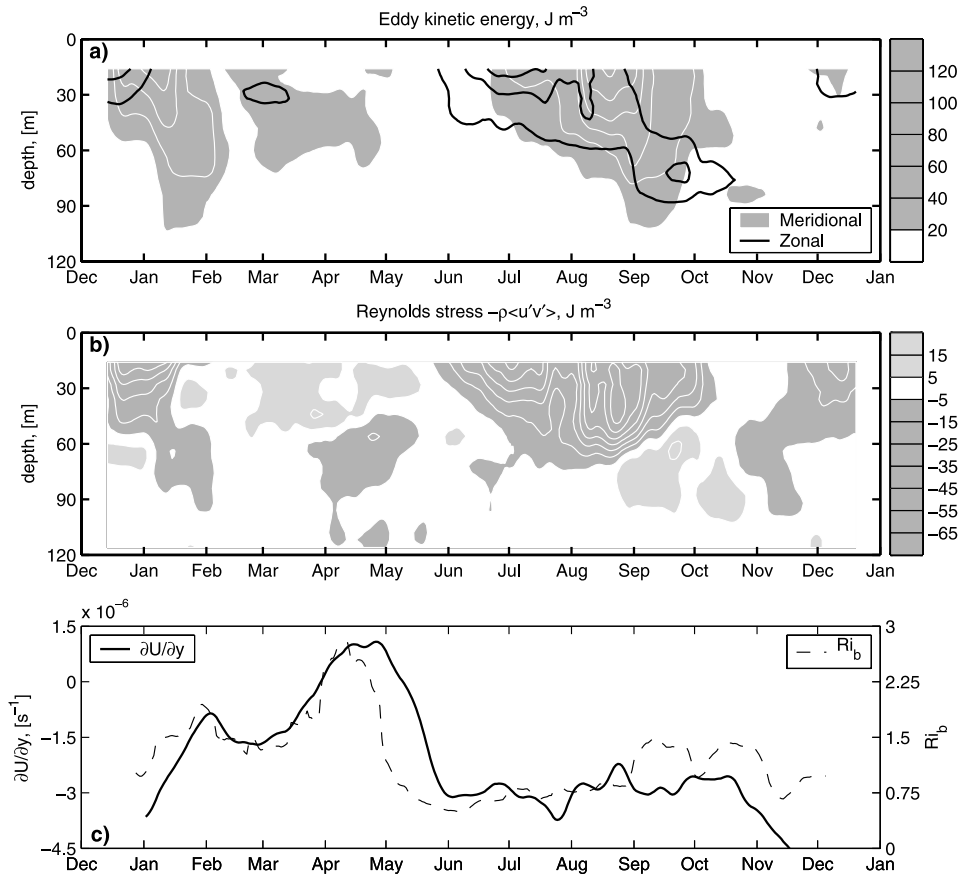 Eddy kinetic energy, J m⁻³
a)
0
30
60
90
120
depth, [m]
Meridional
Zonal
120
100
80
60
40
20
Dec Jan Feb Mar Apr May Jun Jul Aug Sep Oct Nov Dec Jan
Reynolds stress −ρ<u'v'>, J m⁻³
b)
0
30
60
90
120
depth, [m]
15
5
−5
−15
−25
−35
−45
−55
−65
Dec Jan Feb Mar Apr May Jun Jul Aug Sep Oct Nov Dec Jan
x 10⁻⁶
1.5
0
−1.5
−3
−4.5
∂U/∂y, [s⁻¹]
∂U/∂y
Ri_b
3
2.25
1.5
0.75
0
Ri_b
c)
Dec Jan Feb Mar Apr May Jun Jul Aug Sep Oct Nov Dec Jan